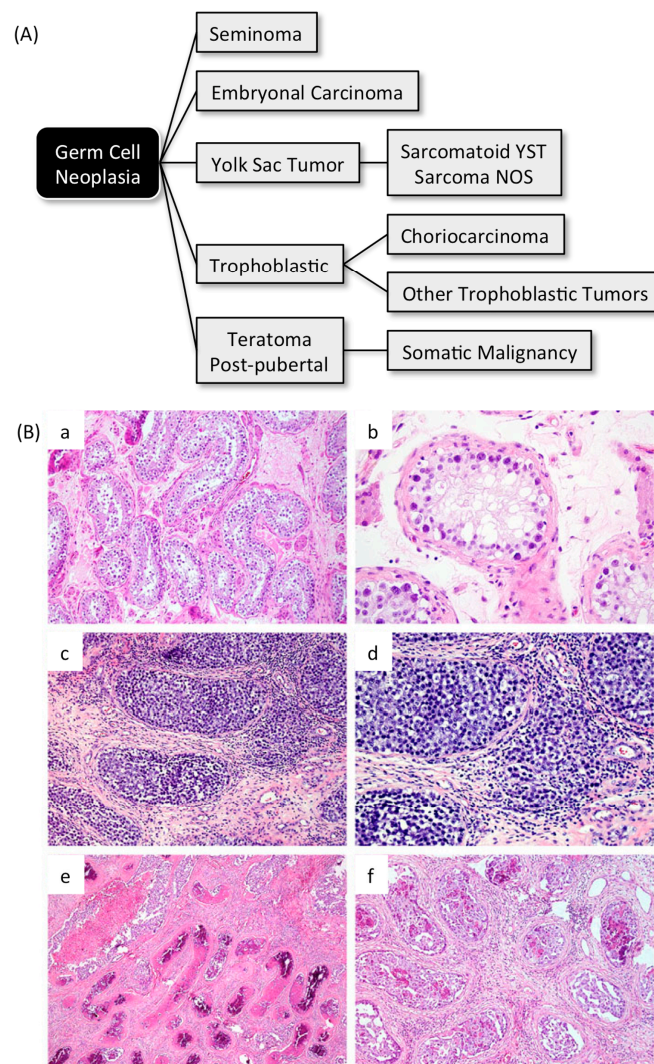 (A)
Seminoma
Embryonal Carcinoma
Germ Cell
Neoplasia
Yolk Sac Tumor
Sarcomatoid YST
Sarcoma NOS
Trophoblastic
Choriocarcinoma
Other Trophoblastic Tumors
Teratoma
Post-pubertal
Somatic Malignancy
(B)
a
b
c
d
e
f